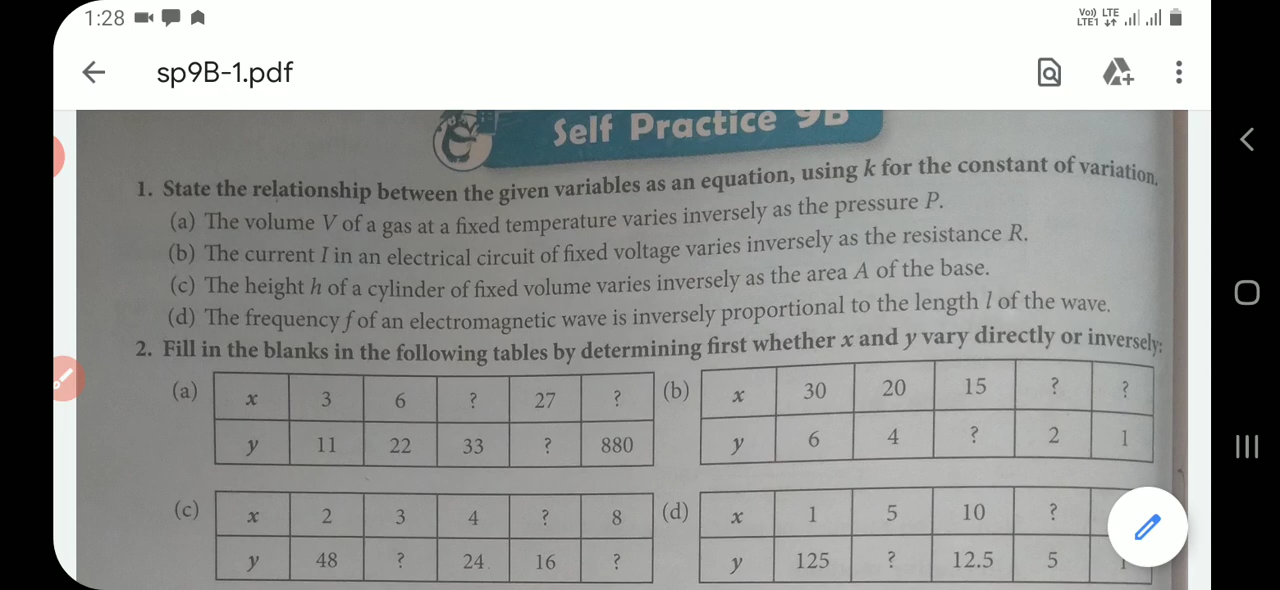 1:28
Vo)) LTE
LTE1
sp9B-1.pdf
Self Practice 9B
1. State the relationship between the given variables as an equation, using k for the constant of variation.
(a) The volume V of a gas at a fixed temperature varies inversely as the pressure P.
(b) The current I in an electrical circuit of fixed voltage varies inversely as the resistance R.
(c) The height h of a cylinder of fixed volume varies inversely as the area A of the base.
(d) The frequency f of an electromagnetic wave is inversely proportional to the length l of the wave.
2. Fill in the blanks in the following tables by determining first whether x and y vary directly or inversely:
(a) x 3 6 ? 27 ?
y 11 22 33 ? 880
(b) x 30 20 15 ? ?
y 6 4 ? 2 1
(c) x 2 3 4 ? 8
y 48 ? 24 16 ?
(d) x 1 5 10 ?
y 125 ? 12.5 5